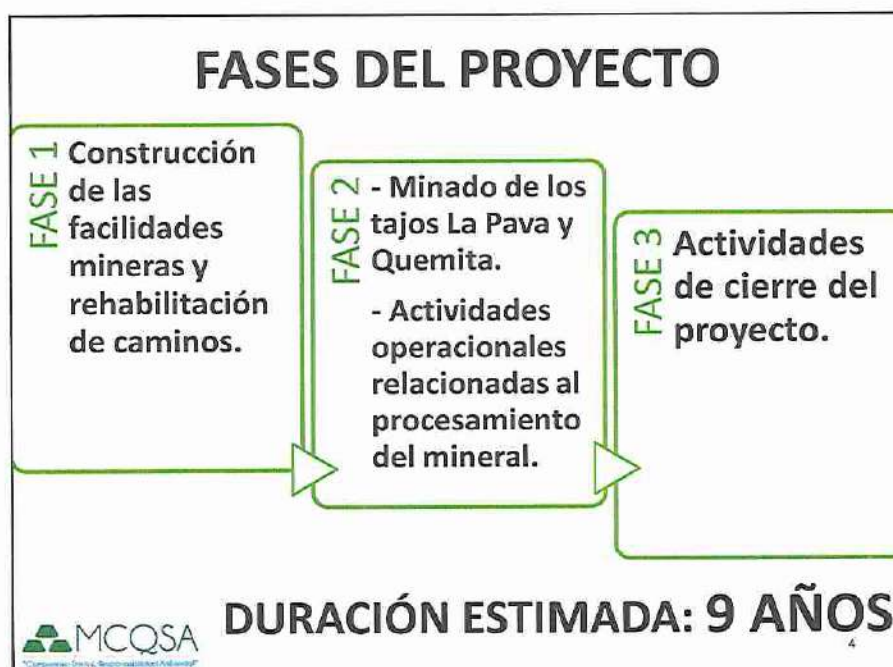 FASES DEL PROYECTO
FASE 1
Construcción
de las
facilidades
mineras y
rehabilitación
de caminos.
FASE 2
- Minado de los
tajos La Pava y
Quemita.
- Actividades
operacionales
relacionadas al
procesamiento
del mineral.
FASE 3
Actividades
de cierre del
proyecto.
MCQSA
DURACIÓN ESTIMADA: 9 AÑOS
4